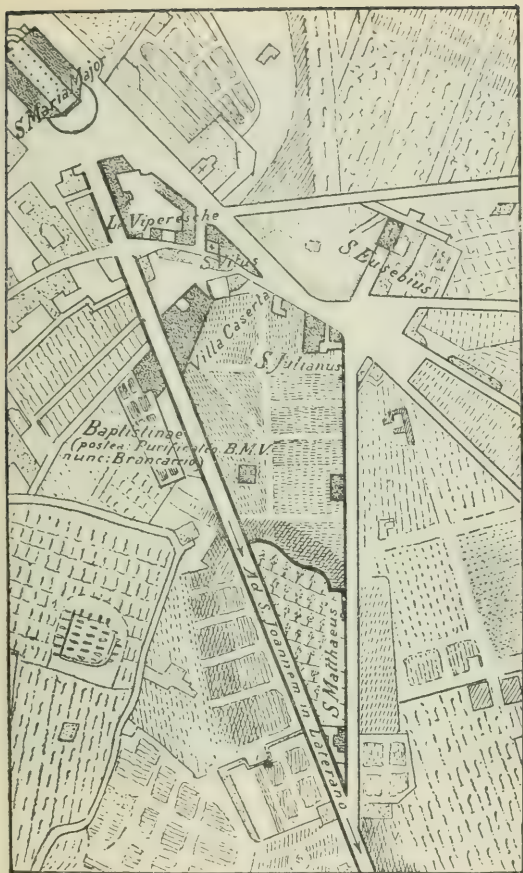 S. Maria Major
Le Viperesche
S. Vitus
S. Eusebius
Villa Caserta
S. Julianus
Baptistinae
(postea: Purificatio B.M.V.
nunc: Brancaccio)
Ad S. Joannem in Laterano
S. Matthaeus